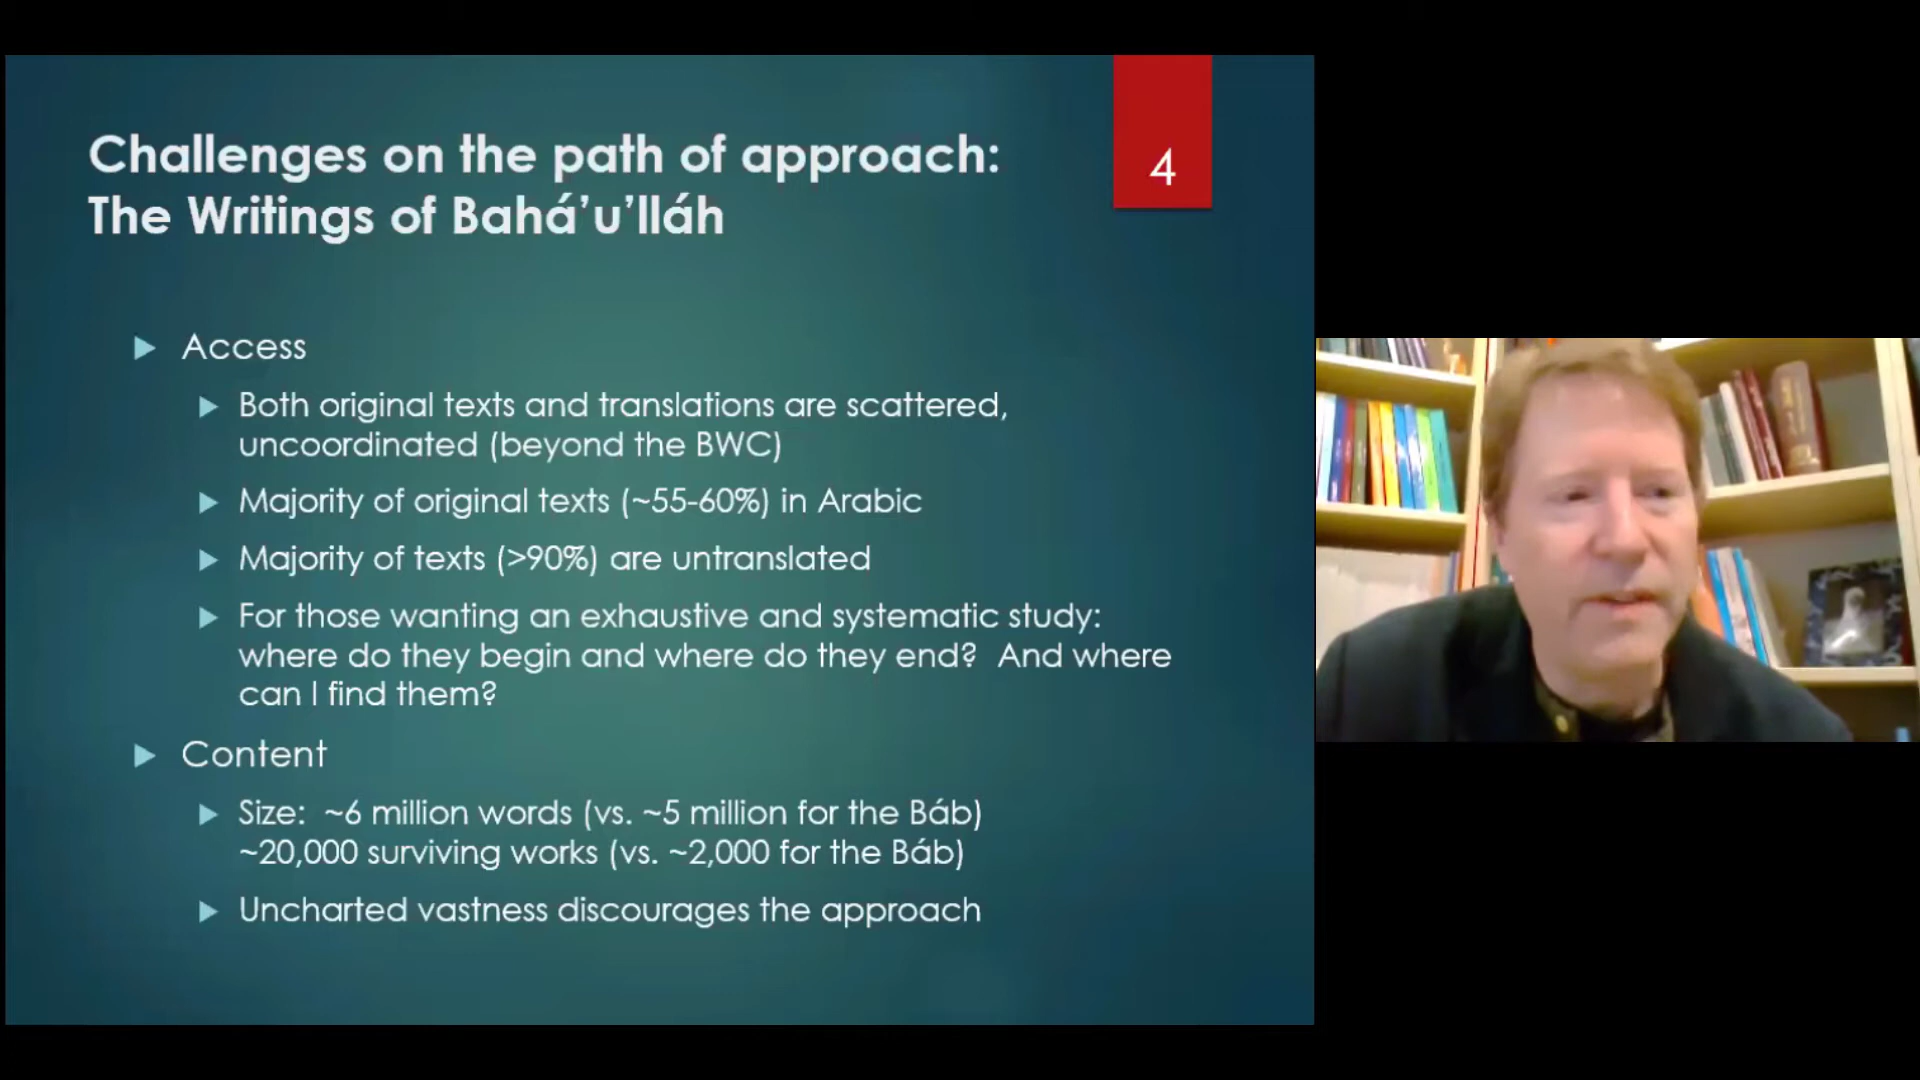 Challenges on the path of approach:
The Writings of Bahá’u’lláh
4
Access
Both original texts and translations are scattered,
uncoordinated (beyond the BWC)
Majority of original texts (~55-60%) in Arabic
Majority of texts (>90%) are untranslated
For those wanting an exhaustive and systematic study:
where do they begin and where do they end?  And where
can I find them?
Content
Size:  ~6 million words (vs. ~5 million for the Báb)
~20,000 surviving works (vs. ~2,000 for the Báb)
Uncharted vastness discourages the approach